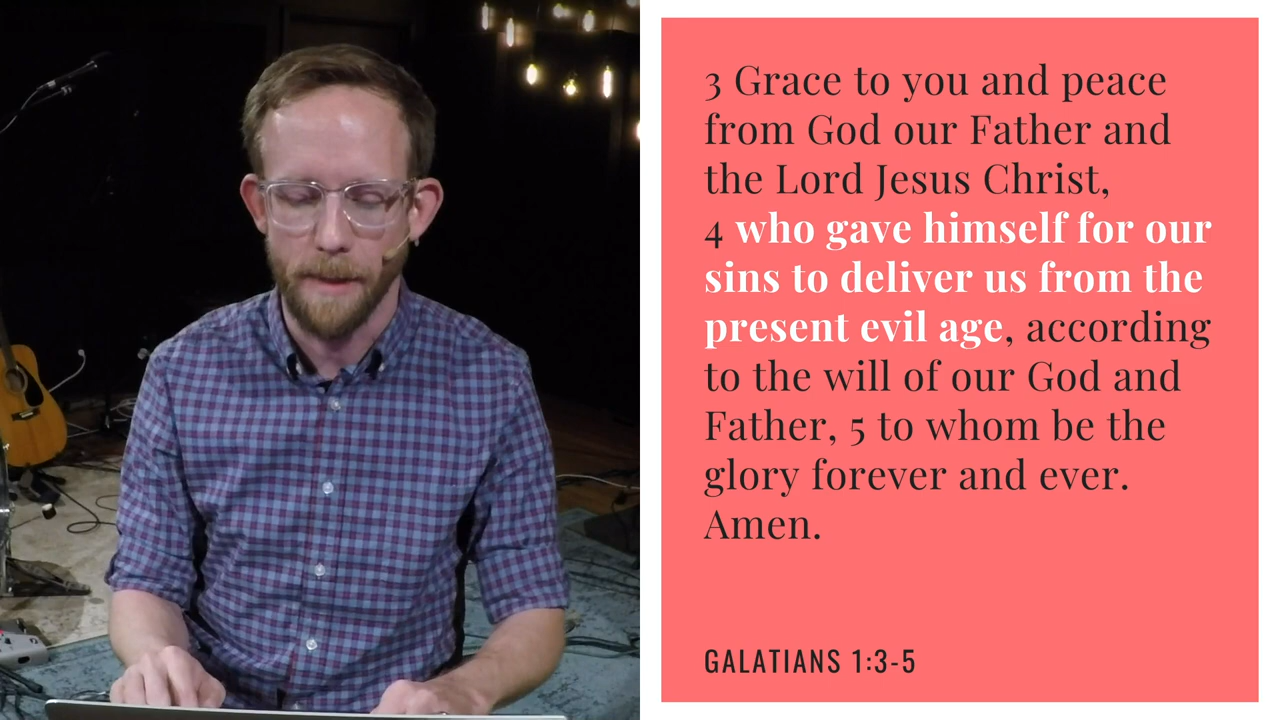 3 Grace to you and peace
from God our Father and
the Lord Jesus Christ,
4 who gave himself for our
sins to deliver us from the
present evil age, according
to the will of our God and
Father, 5 to whom be the
glory forever and ever.
Amen.
GALATIANS 1:3-5